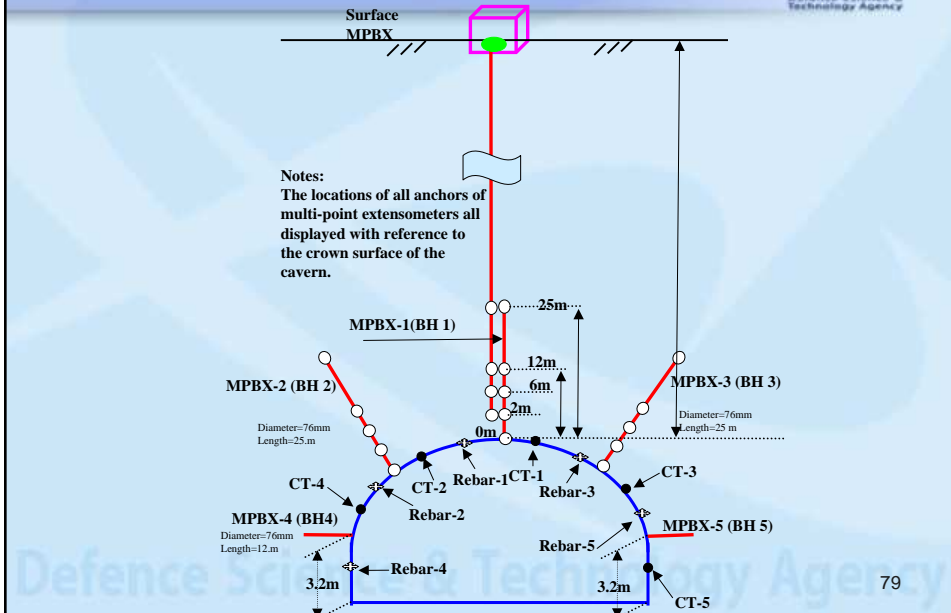 Technology Agency
Surface
MPBX
Notes:
The locations of all anchors of
multi-point extensometers all
displayed with reference to
the crown surface of the
cavern.
25m
MPBX-1(BH 1)
12m
MPBX-2 (BH 2)
6m
MPBX-3 (BH 3)
2m
Diameter=76mm
Length=25.m
Diameter=76mm
Length=25 m
0m
CT-4
CT-2
Rebar-1
CT-1
Rebar-3
CT-3
Rebar-2
MPBX-4 (BH4)
Diameter=76mm
Length=12.m
MPBX-5 (BH 5)
Rebar-5
Rebar-4
3.2m
3.2m
CT-5
Defence Science & Technology Agency
79